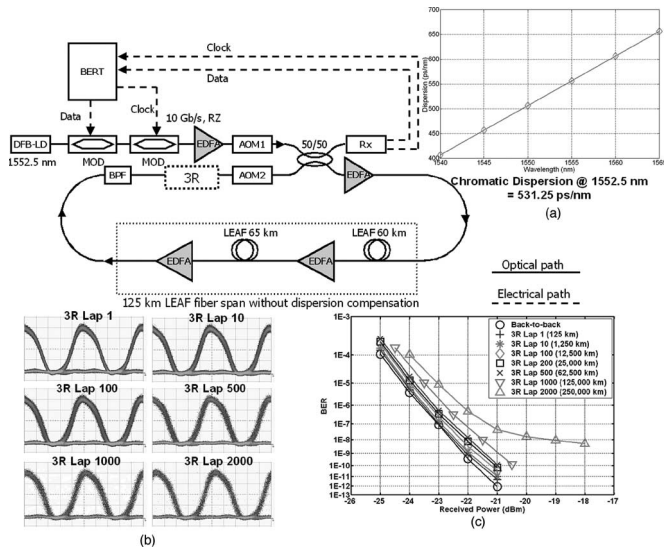 BERT
Clock
Data
Data
Clock
10 Gb/s, RZ
DFB-LD
1552.5 nm
MOD
MOD
EDFA
AOM1
50/50
Rx
BPF
3R
AOM2
EDFA
LEAF 65 km
LEAF 60 km
EDFA
EDFA
125 km LEAF fiber span without dispersion compensation
Dispersion (ps/nm)
700
650
600
550
500
450
400
1540
1545
1550
1555
1560
1565
Wavelength (nm)
Chromatic Dispersion @ 1552.5 nm
= 531.25 ps/nm
(a)
Optical path
Electrical path
3R Lap 1
3R Lap 10
3R Lap 100
3R Lap 500
3R Lap 1000
3R Lap 2000
(b)
BER
1E-3
1E-4
1E-5
1E-6
1E-7
1E-8
1E-9
1E-10
1E-11
1E-12
1E-13
Back-to-back
3R Lap 1 (125 km)
3R Lap 10 (1,250 km)
3R Lap 100 (12,500 km)
3R Lap 200 (25,000 km)
3R Lap 500 (62,500 km)
3R Lap 1000 (125,000 km)
3R Lap 2000 (250,000 km)
-26
-25
-24
-23
-22
-21
-20
-19
-18
-17
Received Power (dBm)
(c)